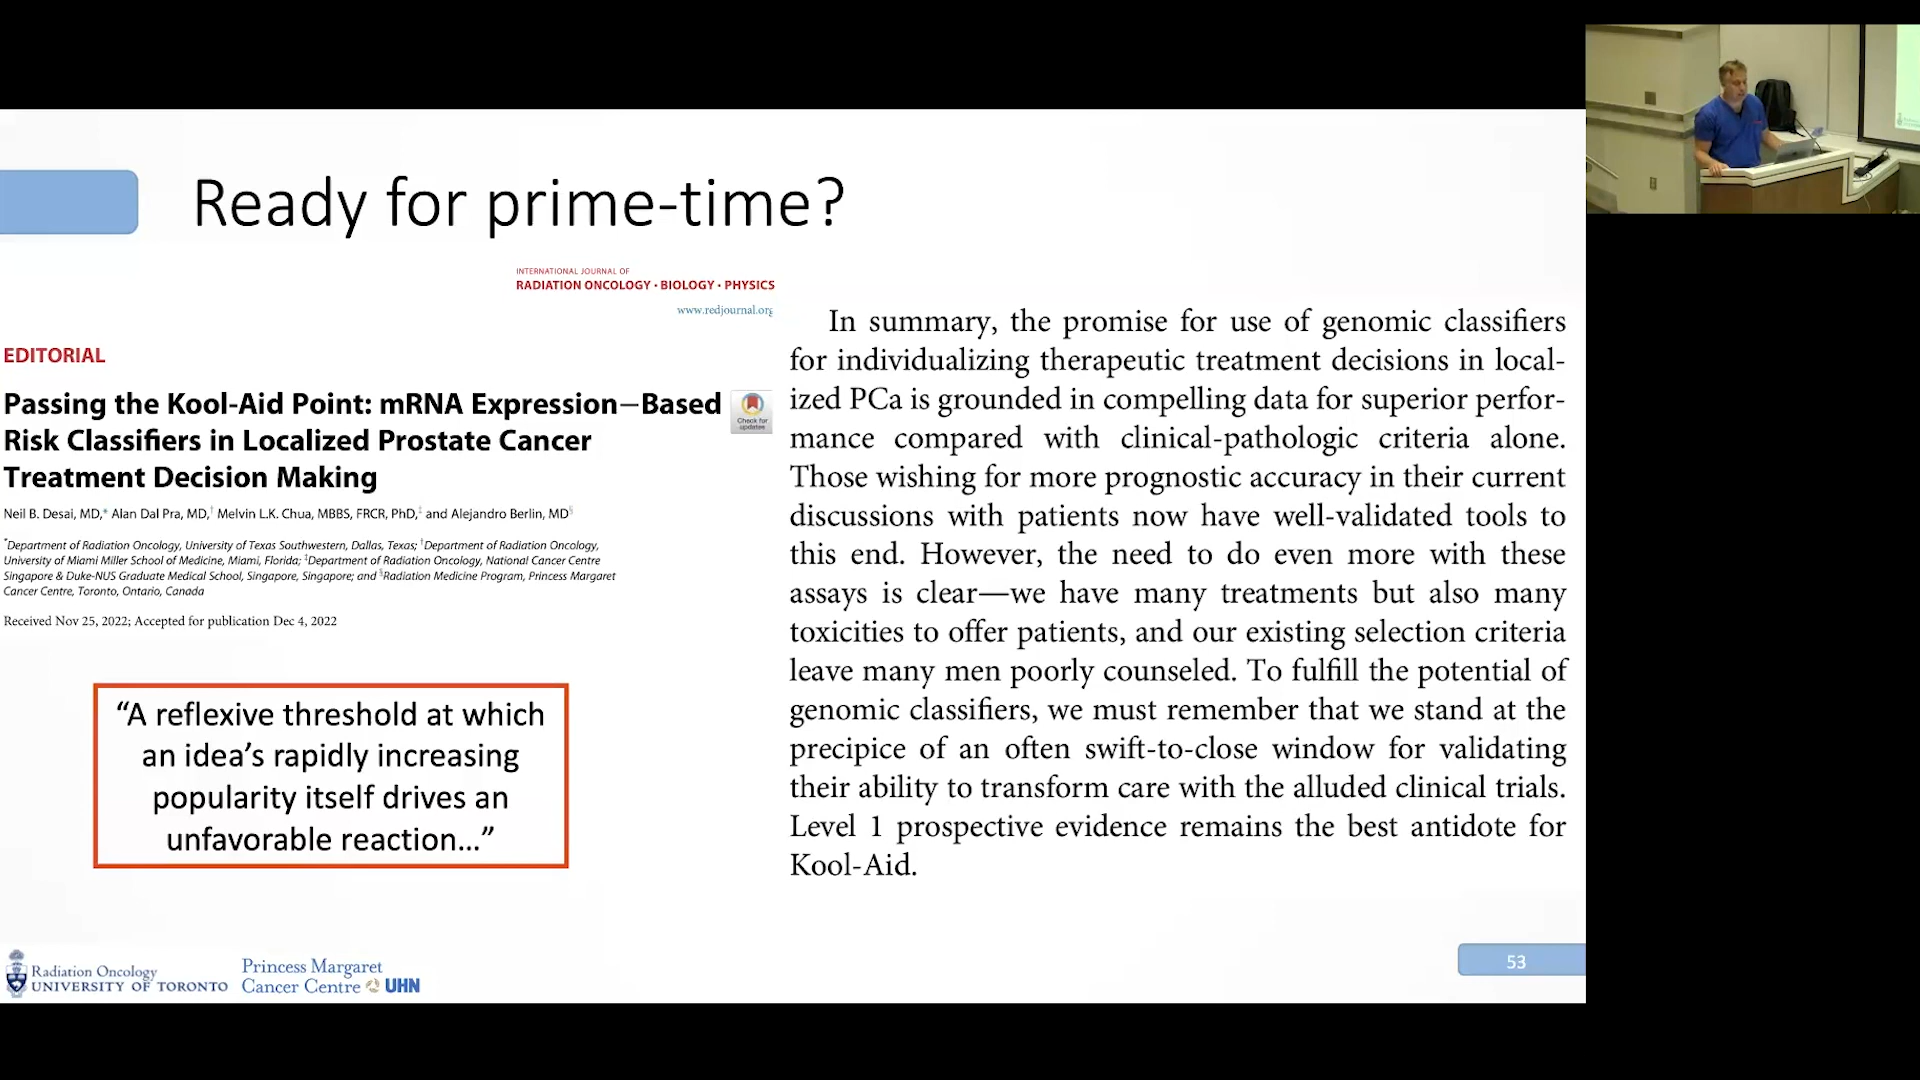 Ready for prime-time?
INTERNATIONAL JOURNAL OF
RADIATION ONCOLOGY • BIOLOGY • PHYSICS
www.redjournal.org
EDITORIAL
Passing the Kool-Aid Point: mRNA Expression−Based
Risk Classifiers in Localized Prostate Cancer
Treatment Decision Making
Check for
updates
Neil B. Desai, MD,* Alan Dal Pra, MD,† Melvin L.K. Chua, MBBS, FRCR, PhD,‡ and Alejandro Berlin, MD§
*Department of Radiation Oncology, University of Texas Southwestern, Dallas, Texas; †Department of Radiation Oncology,
University of Miami Miller School of Medicine, Miami, Florida; ‡Department of Radiation Oncology, National Cancer Centre
Singapore & Duke-NUS Graduate Medical School, Singapore, Singapore; and §Radiation Medicine Program, Princess Margaret
Cancer Centre, Toronto, Ontario, Canada
Received Nov 25, 2022; Accepted for publication Dec 4, 2022
“A reflexive threshold at which
an idea’s rapidly increasing
popularity itself drives an
unfavorable reaction...”
In summary, the promise for use of genomic classifiers
for individualizing therapeutic treatment decisions in local-
ized PCa is grounded in compelling data for superior perfor-
mance compared with clinical-pathologic criteria alone.
Those wishing for more prognostic accuracy in their current
discussions with patients now have well-validated tools to
this end. However, the need to do even more with these
assays is clear—we have many treatments but also many
toxicities to offer patients, and our existing selection criteria
leave many men poorly counseled. To fulfill the potential of
genomic classifiers, we must remember that we stand at the
precipice of an often swift-to-close window for validating
their ability to transform care with the alluded clinical trials.
Level 1 prospective evidence remains the best antidote for
Kool-Aid.
Radiation Oncology
UNIVERSITY OF TORONTO
Princess Margaret
Cancer Centre UHN
53